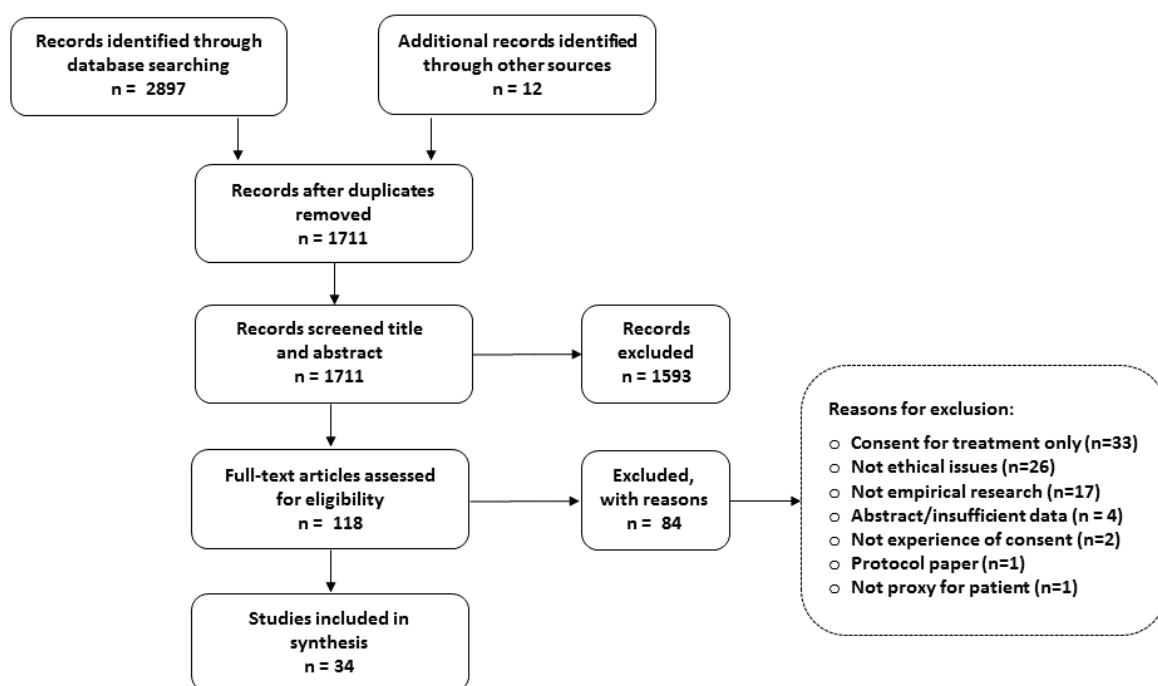 Records identified through
database searching
n = 2897
Additional records identified
through other sources
n = 12
Records after duplicates
removed
n = 1711
Records screened title
and abstract
n = 1711
Records
excluded
n = 1593
Full-text articles assessed
for eligibility
n = 118
Excluded,
with reasons
n = 84
Reasons for exclusion:
o Consent for treatment only (n=33)
o Not ethical issues (n=26)
o Not empirical research (n=17)
o Abstract/insufficient data (n = 4)
o Not experience of consent (n=2)
o Protocol paper (n=1)
o Not proxy for patient (n=1)
Studies included in
synthesis
n = 34